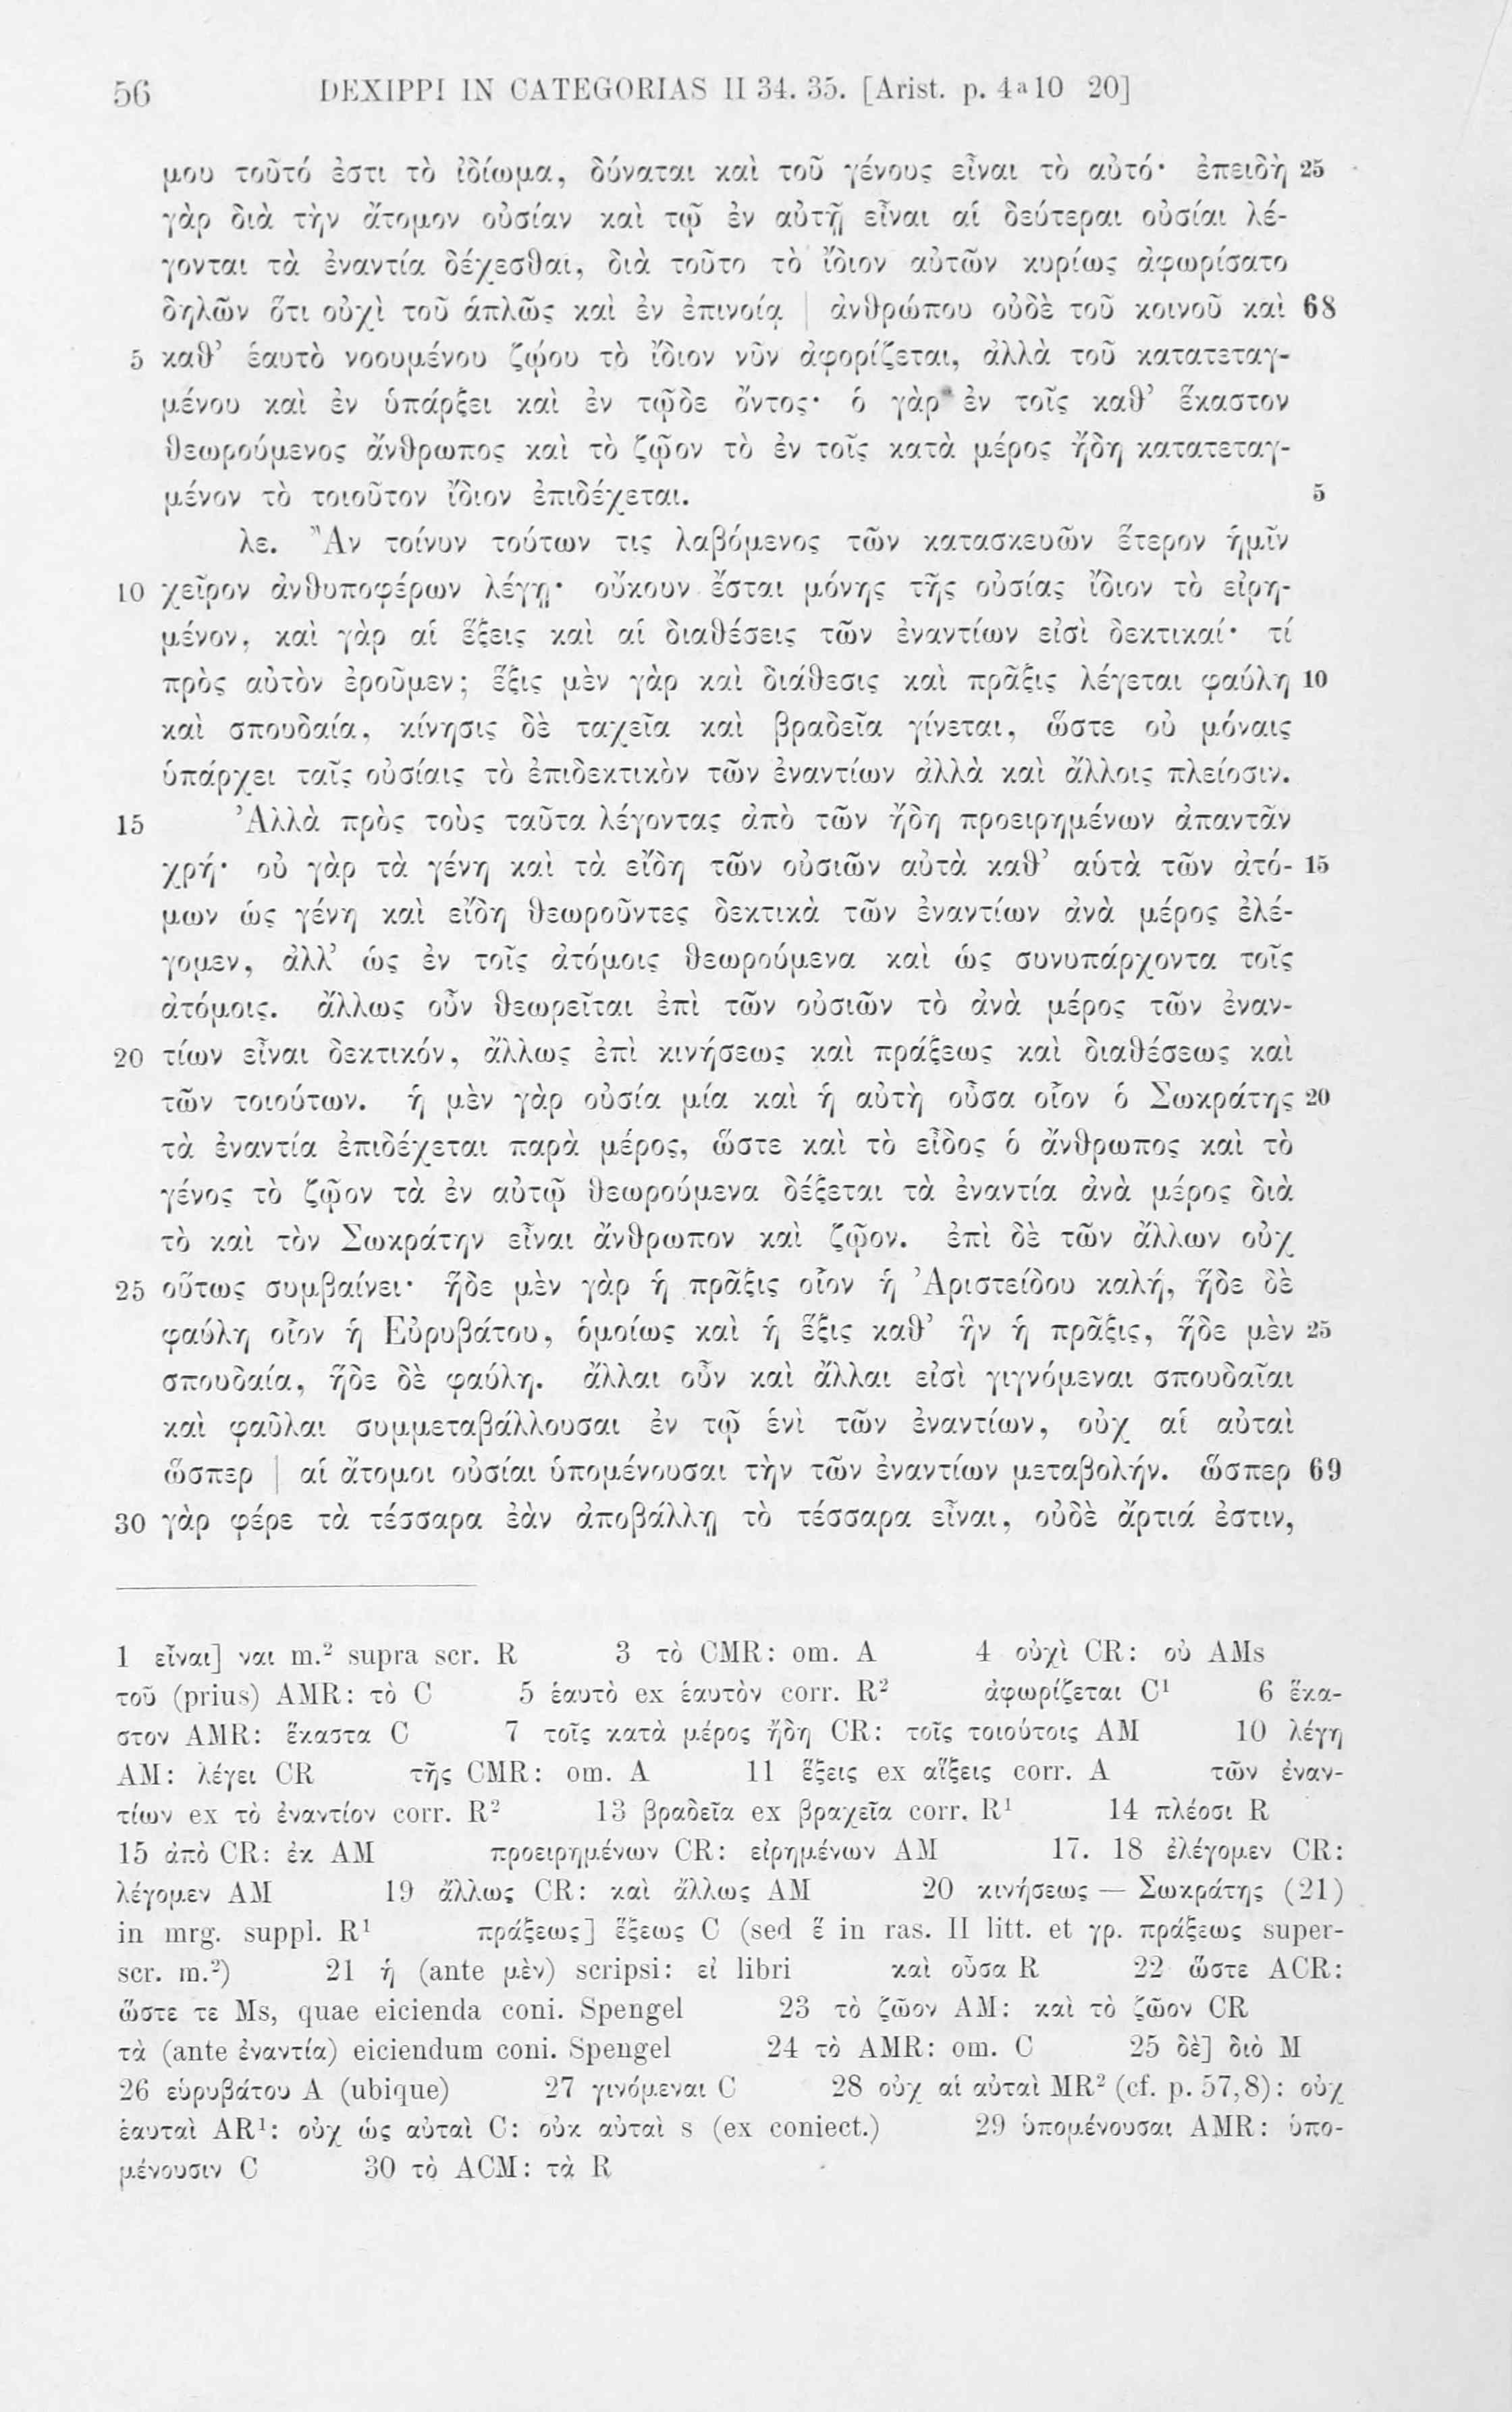 56 DEXIPPI IN CATEGORIAS II 34. 35. [Arist. p. 4ᵃ10 20]
μου τοῦτό ἐστι τὸ ἰδίωμα, δύναται καὶ τοῦ γένους εἶναι τὸ αὐτό· ἐπειδὴ 25
γὰρ διὰ τὴν ἄτομον οὐσίαν καὶ τῷ ἐν αὐτῇ εἶναι αἱ δεύτεραι οὐσίαι λέ-
γονται τὰ ἐναντία δέχεσθαι, διὰ τοῦτο τὸ ἴδιον αὐτῶν κυρίως ἀφωρίσατο
δηλῶν ὅτι οὐχὶ τοῦ ἁπλῶς καὶ ἐν ἐπινοίᾳ | ἀνθρώπου οὐδὲ τοῦ κοινοῦ καὶ 68
5 καθ’ ἑαυτὸ νοουμένου ζῴου τὸ ἴδιον νῦν ἀφορίζεται, ἀλλὰ τοῦ κατατεταγ-
μένου καὶ ἐν ὑπάρξει καὶ ἐν τῷδε ὄντος· ὁ γὰρ ἐν τοῖς καθ’ ἕκαστον
θεωρούμενος ἄνθρωπος καὶ τὸ ζῷον τὸ ἐν τοῖς κατὰ μέρος ἤδη κατατεταγ-
μένον τὸ τοιοῦτον ἴδιον ἐπιδέχεται. 5
λε. Ἂν τοίνυν τούτων τις λαβόμενος τῶν κατασκευῶν ἕτερον ἡμῖν
10 χεῖρον ἀνθυποφέρων λέγῃ· οὔκουν ἔσται μόνης τῆς οὐσίας ἴδιον τὸ εἰρη-
μένον, καὶ γὰρ αἱ ἕξεις καὶ αἱ διαθέσεις τῶν ἐναντίων εἰσὶ δεκτικαί· τί
πρὸς αὐτὸν ἐροῦμεν; ἕξις μὲν γὰρ καὶ διάθεσις καὶ πρᾶξις λέγεται φαύλη 10
καὶ σπουδαία, κίνησις δὲ ταχεῖα καὶ βραδεῖα γίνεται, ὥστε οὐ μόναις
ὑπάρχει ταῖς οὐσίαις τὸ ἐπιδεκτικὸν τῶν ἐναντίων ἀλλὰ καὶ ἄλλοις πλείοσιν.
15 Ἀλλὰ πρὸς τοὺς ταῦτα λέγοντας ἀπὸ τῶν ἤδη προειρημένων ἀπαντᾶν
χρή· οὐ γὰρ τὰ γένη καὶ τὰ εἴδη τῶν οὐσιῶν αὐτὰ καθ’ αὑτὰ τῶν ἀτό- 15
μων ὡς γένη καὶ εἴδη θεωροῦντες δεκτικὰ τῶν ἐναντίων ἀνὰ μέρος ἐλέ-
γομεν, ἀλλ’ ὡς ἐν τοῖς ἀτόμοις θεωρούμενα καὶ ὡς συνυπάρχοντα τοῖς
ἀτόμοις. ἄλλως οὖν θεωρεῖται ἐπὶ τῶν οὐσιῶν τὸ ἀνὰ μέρος τῶν ἐναν-
20 τίων εἶναι δεκτικόν, ἄλλως ἐπὶ κινήσεως καὶ πράξεως καὶ διαθέσεως καὶ
τῶν τοιούτων. ἡ μὲν γὰρ οὐσία μία καὶ ἡ αὐτὴ οὖσα οἷον ὁ Σωκράτης 20
τὰ ἐναντία ἐπιδέχεται παρὰ μέρος, ὥστε καὶ τὸ εἶδος ὁ ἄνθρωπος καὶ τὸ
γένος τὸ ζῷον τὰ ἐν αὐτῷ θεωρούμενα δέξεται τὰ ἐναντία ἀνὰ μέρος διὰ
τὸ καὶ τὸν Σωκράτην εἶναι ἄνθρωπον καὶ ζῷον. ἐπὶ δὲ τῶν ἄλλων οὐχ
25 οὕτως συμβαίνει· ἥδε μὲν γὰρ ἡ πρᾶξις οἷον ἡ Ἀριστείδου καλή, ἥδε δὲ
φαύλη οἷον ἡ Εὐρυβάτου, ὁμοίως καὶ ἡ ἕξις καθ’ ἣν ἡ πρᾶξις, ἥδε μὲν 25
σπουδαία, ἥδε δὲ φαύλη. ἄλλαι οὖν καὶ ἄλλαι εἰσὶ γιγνόμεναι σπουδαῖαι
καὶ φαῦλαι συμμεταβάλλουσαι ἐν τῷ ἑνὶ τῶν ἐναντίων, οὐχ αἱ αὐταὶ
ὥσπερ | αἱ ἄτομοι οὐσίαι ὑπομένουσαι τὴν τῶν ἐναντίων μεταβολήν. ὥσπερ 69
30 γὰρ φέρε τὰ τέσσαρα ἐὰν ἀποβάλλῃ τὸ τέσσαρα εἶναι, οὐδὲ ἄρτιά ἐστιν,
1 εἶναι] ναι m.² supra scr. R 3 τὸ CMR: om. A 4 οὐχὶ CR: οὐ AMs
τοῦ (prius) AMR: τὸ C 5 ἑαυτὸ ex ἑαυτὸν corr. R² ἀφωρίζεται C¹ 6 ἕκα-
στον AMR: ἕκαστα C 7 τοῖς κατὰ μέρος ἤδη CR: τοῖς τοιούτοις AM 10 λέγη
AM: λέγει CR τῆς CMR: om. A 11 ἕξεις ex αἵξεις corr. A τῶν ἐναν-
τίων ex τὸ ἐναντίον corr. R² 13 βραδεῖα ex βραχεῖα corr. R¹ 14 πλέοσι R
15 ἀπὸ CR: ἐκ AM προειρημένων CR: εἰρημένων AM 17. 18 ἐλέγομεν CR:
λέγομεν AM 19 ἄλλως CR: καὶ ἄλλως AM 20 κινήσεως — Σωκράτης (21)
in mrg. suppl. R¹ πράξεως] ἕξεως C (sed ἕ in ras. II litt. et γρ. πράξεως super-
scr. m.²) 21 ἡ (ante μὲν) scripsi: εἰ libri καὶ οὖσα R 22 ὥστε ACR:
ὥστε τε Ms, quae eicienda coni. Spengel 23 τὸ ζῶον AM: καὶ τὸ ζῶον CR
τὰ (ante ἐναντία) eiciendum coni. Spengel 24 τὸ AMR: om. C 25 δὲ] διὸ M
26 εὐρυβάτου A (ubique) 27 γινόμεναι C 28 οὐχ αἱ αὐταὶ MR² (cf. p. 57,8): οὐχ
ἑαυταὶ AR¹: οὐχ ὡς αὐταὶ C: οὐκ αὐταὶ s (ex coniect.) 29 ὑπομένουσαι AMR: ὑπο-
μένουσιν C 30 τὸ ACM: τὰ R